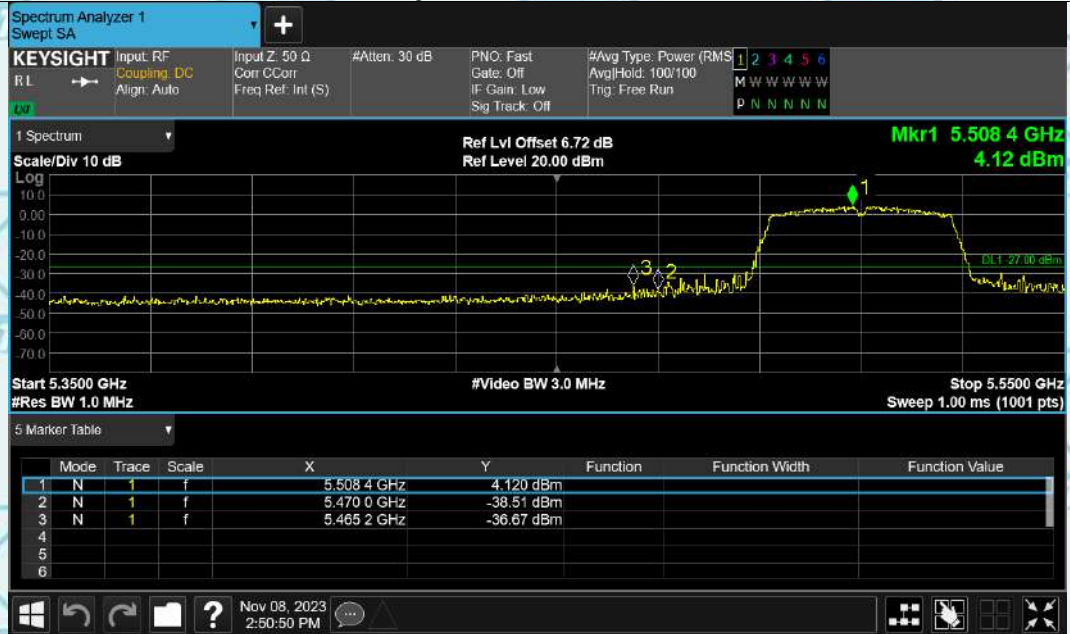 Spectrum Analyzer 1
Swept SA
+
KEYSIGHT Input: RF Input Z: 50 Ω #Atten: 30 dB PNO: Fast #Avg Type: Power (RMS 1 2 3 4 5 6
RL Coupling: DC Corr CCorr Gate: Off Avg|Hold: 100/100 M W W W W W
Align: Auto Freq Ref: Int (S) IF Gain: Low Trig: Free Run
LXI Sig Track: Off P N N N N N
1 Spectrum Ref Lvl Offset 6.72 dB Mkr1 5.508 4 GHz
Scale/Div 10 dB Ref Level 20.00 dBm 4.12 dBm
Log
1
10.0
0.00
-10.0
-20.0
DL1 -27.00 dBm
-30.0 3 2
-40.0
-50.0
-60.0
-70.0
Start 5.3500 GHz #Video BW 3.0 MHz Stop 5.5500 GHz
#Res BW 1.0 MHz Sweep 1.00 ms (1001 pts)
5 Marker Table
Mode Trace Scale X Y Function Function Width Function Value
1 N 1 f 5.508 4 GHz 4.120 dBm
2 N 1 f 5.470 0 GHz -38.51 dBm
3 N 1 f 5.465 2 GHz -36.67 dBm
4
5
6
? Nov 08, 2023
2:50:50 PM